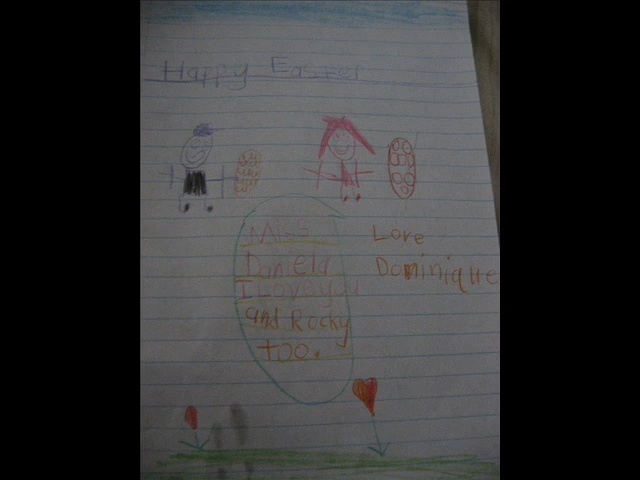 Happy Easter
Miss
Daniela
I Love you
and Rocky
too.
Love
Dominique